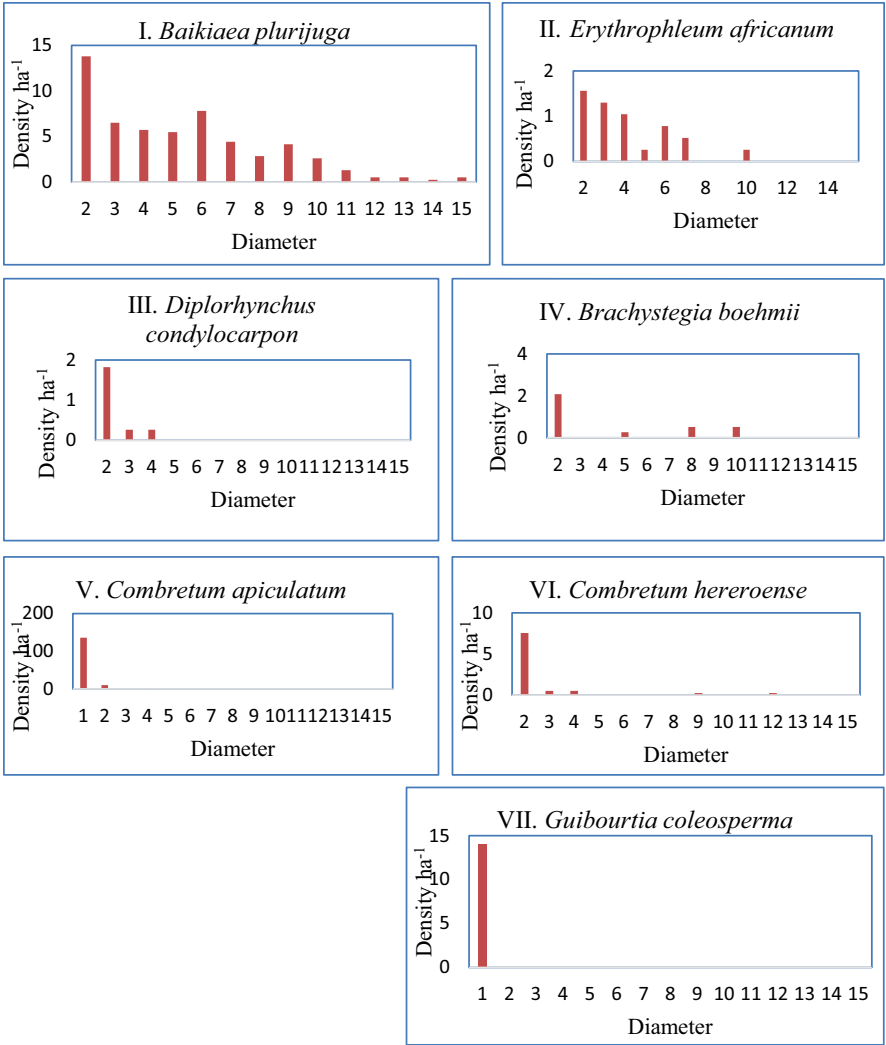 I. Baikiaea plurijuga
Density ha-1
15
10
5
0
2 3 4 5 6 7 8 9 10 11 12 13 14 15
Diameter
II. Erythrophleum africanum
Density ha-1
2
1
0
2 4 6 8 10 12 14
Diameter
III. Diplorhynchus
condylocarpon
Density ha-1
2
1
0
2 3 4 5 6 7 8 9 10 11 12 13 14 15
Diameter
IV. Brachystegia boehmii
Density ha-1
4
2
0
2 3 4 5 6 7 8 9 10 11 12 13 14 15
Diameter
V. Combretum apiculatum
Density ha-1
200
100
0
1 2 3 4 5 6 7 8 9 10 11 12 13 14 15
Diameter
VI. Combretum hereroense
Density ha-1
10
5
0
2 3 4 5 6 7 8 9 10 11 12 13 14 15
Diameter
VII. Guibourtia coleosperma
Density ha-1
15
10
5
0
1 2 3 4 5 6 7 8 9 10 11 12 13 14 15
Diameter